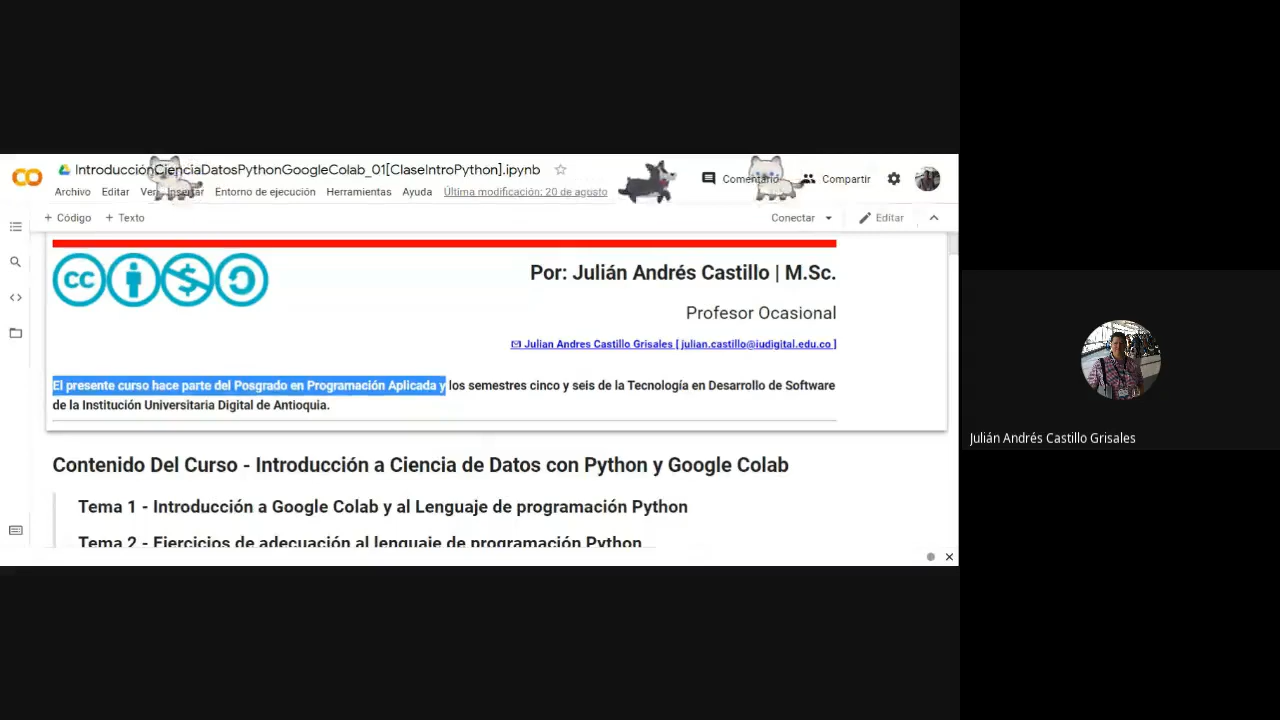 IntroducciónCienciaDatosPythonGoogleColab_01[ClaseIntroPython].ipynb
Comentario
Compartir
Archivo Editar Ver Insertar Entorno de ejecución Herramientas Ayuda Última modificación: 20 de agosto
+ Código + Texto
Conectar
Editar
cc
Por: Julián Andrés Castillo | M.Sc.
Profesor Ocasional
Julian Andres Castillo Grisales [ julian.castillo@iudigital.edu.co ]
El presente curso hace parte del Posgrado en Programación Aplicada y los semestres cinco y seis de la Tecnología en Desarrollo de Software
de la Institución Universitaria Digital de Antioquia.
Contenido Del Curso - Introducción a Ciencia de Datos con Python y Google Colab
Tema 1 - Introducción a Google Colab y al Lenguaje de programación Python
Tema 2 - Ejercicios de adecuación al lenguaje de programación Python
Julián Andrés Castillo Grisales